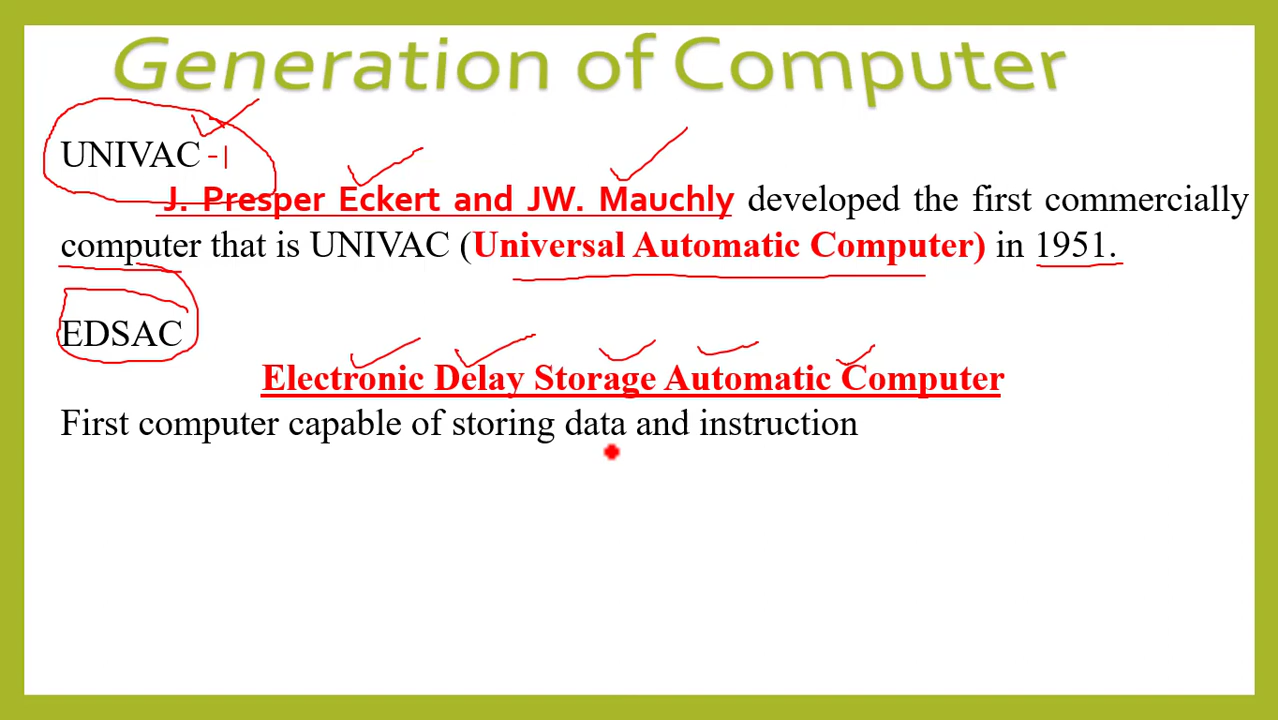 Generation of Computer
UNIVAC -1
J. Presper Eckert and JW. Mauchly developed the first commercially
computer that is UNIVAC (Universal Automatic Computer) in 1951.
EDSAC
Electronic Delay Storage Automatic Computer
First computer capable of storing data and instruction